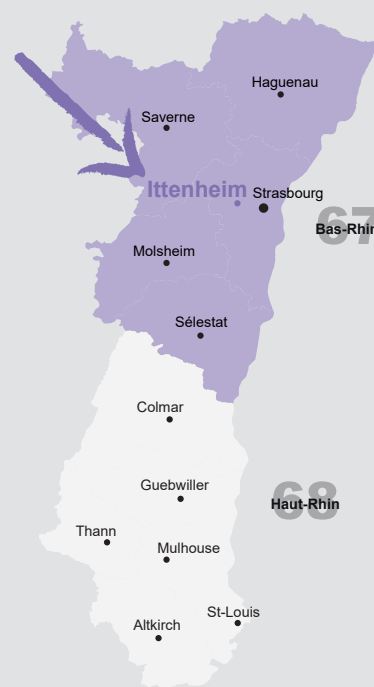 Haguenau
Saverne
Ittenheim
Strasbourg
67
Bas-Rhin
Molsheim
Sélestat
Colmar
Guebwiller
68
Haut-Rhin
Thann
Mulhouse
St-Louis
Altkirch